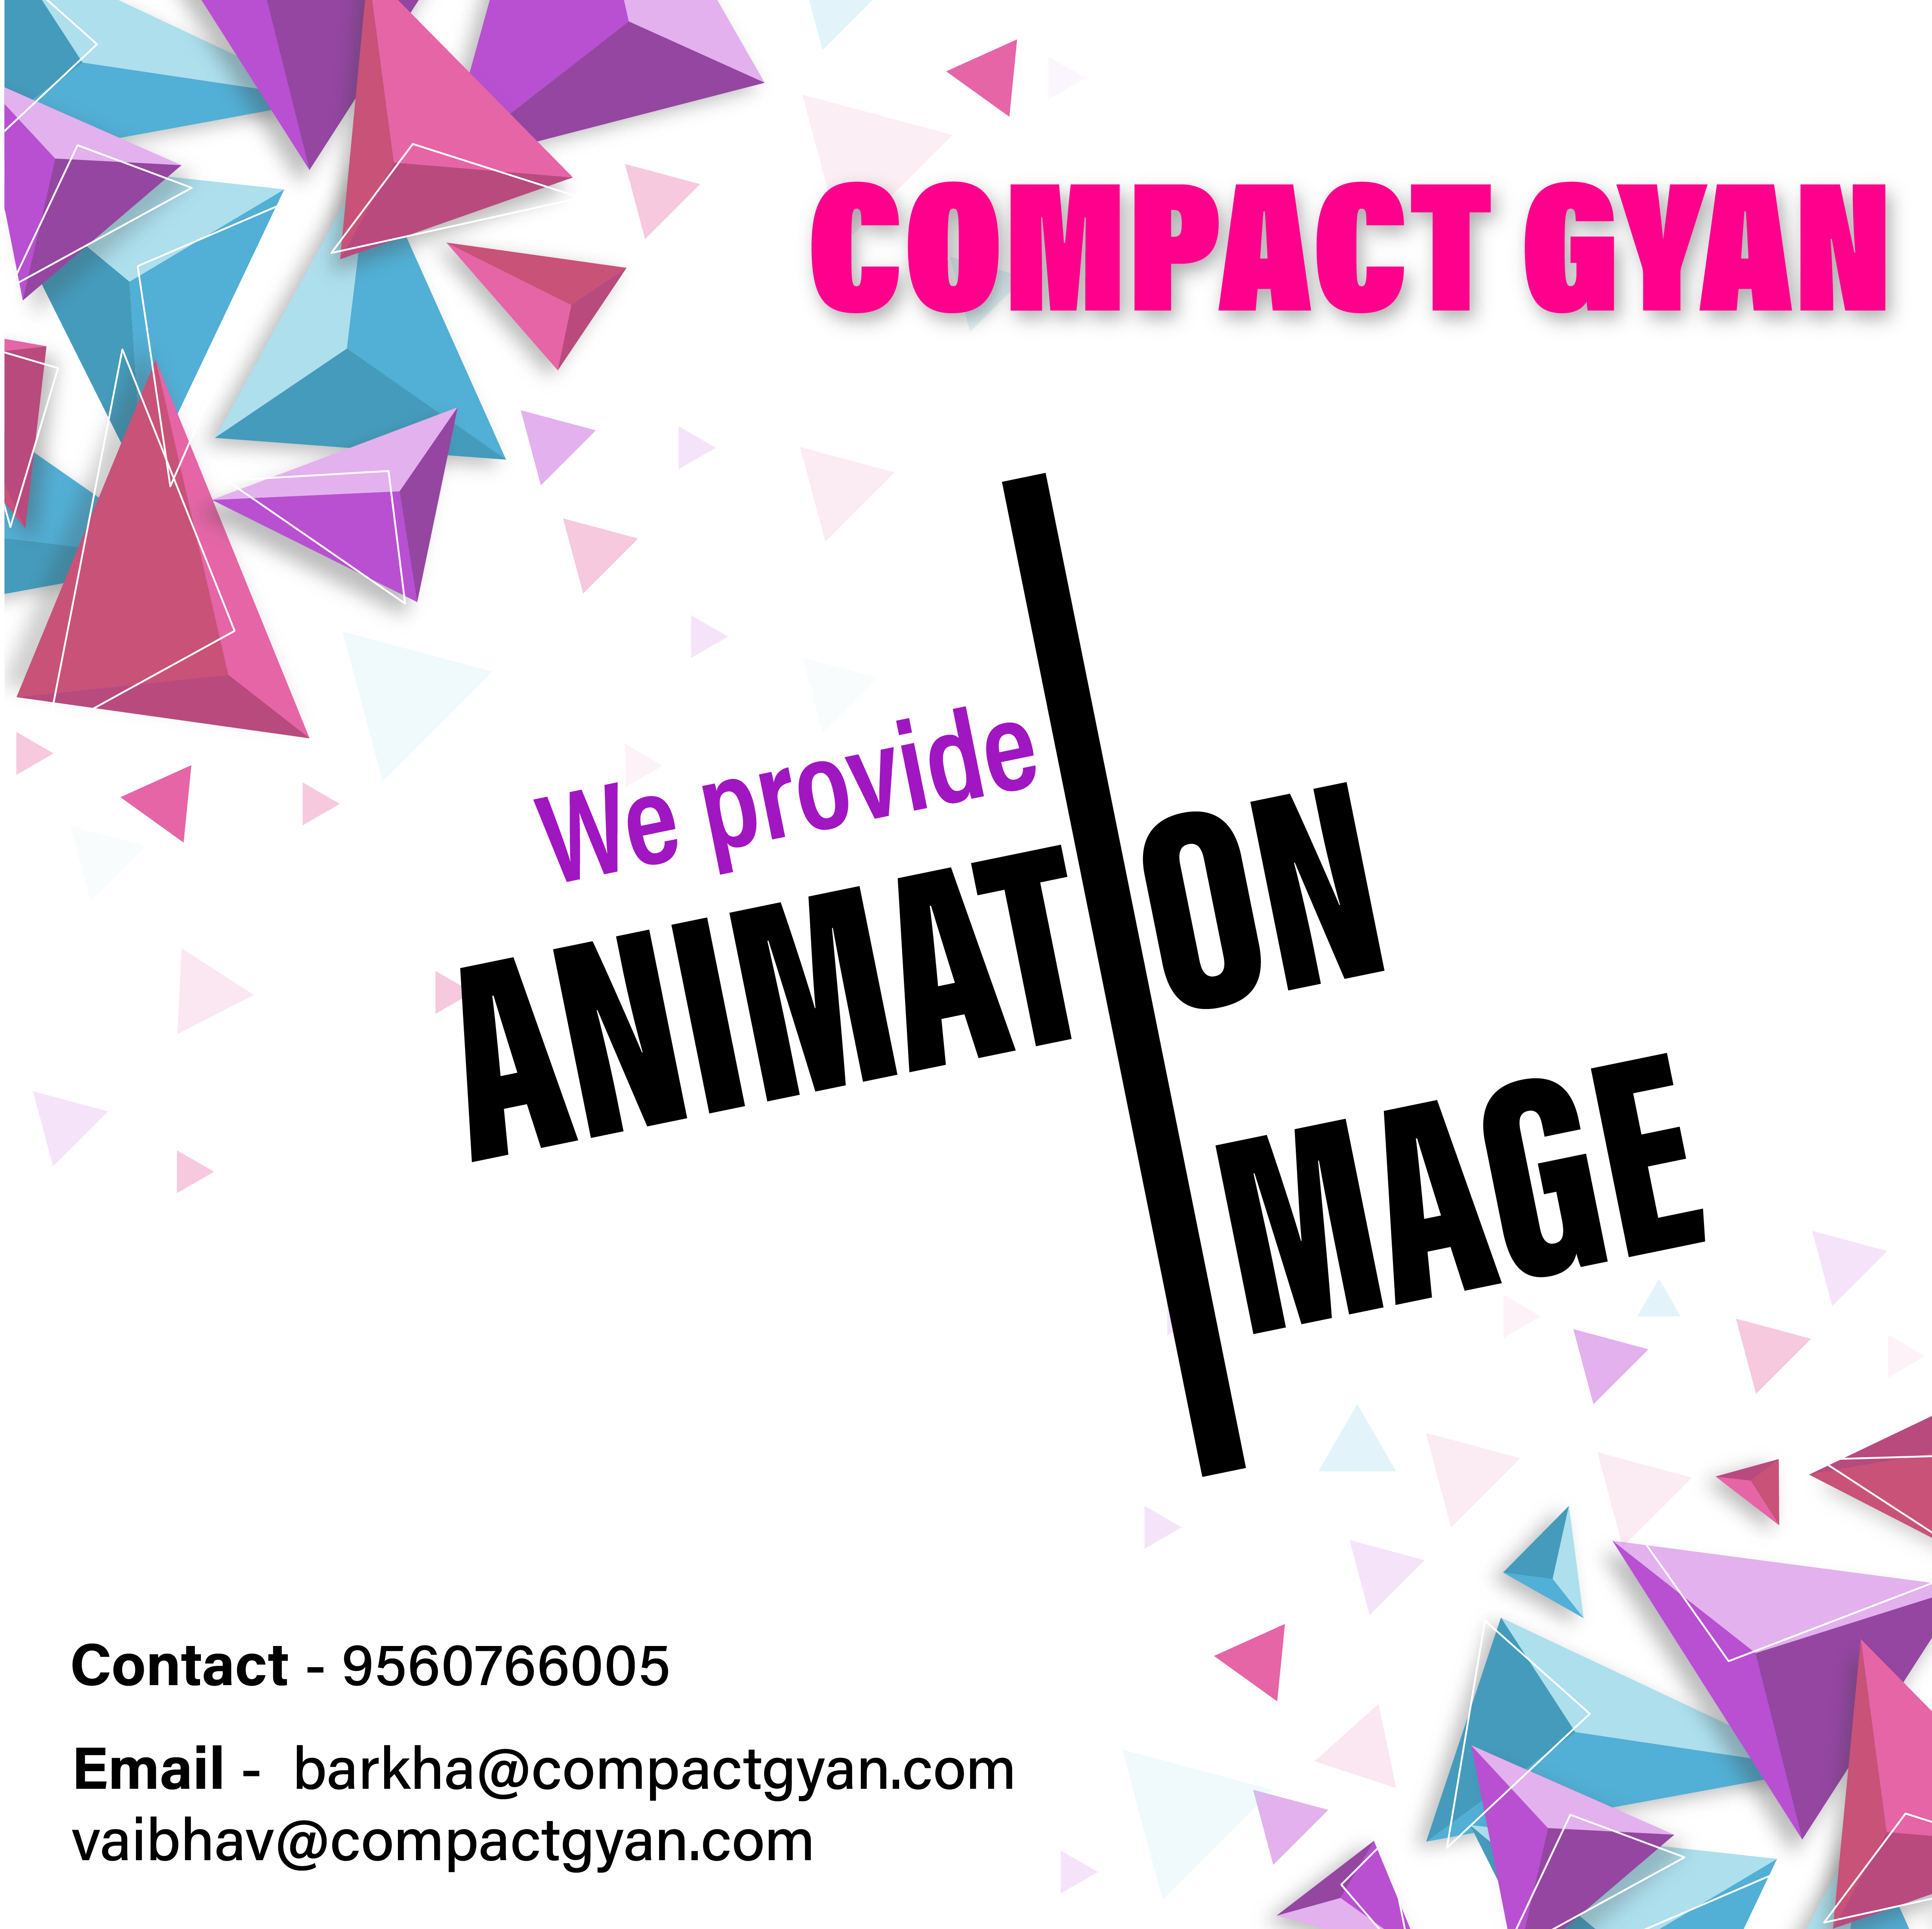 COMPACT GYAN
We provide
ANIMATION
IMAGE
Contact - 9560766005
Email - barkha@compactgyan.com
vaibhav@compactgyan.com